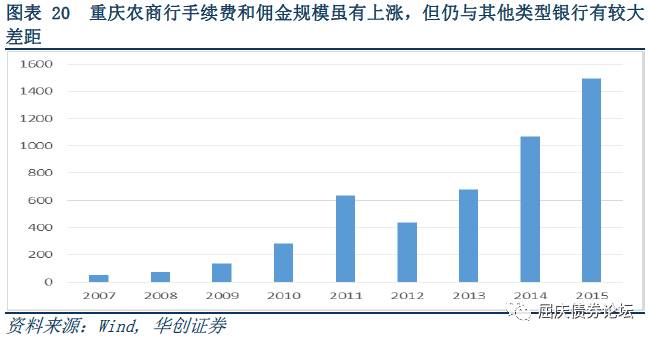 图表 20  重庆农商行手续费和佣金规模虽有上涨，但仍与其他类型银行有较大
差距
1600
1400
1200
1000
800
600
400
200
0
2007 2008 2009 2010 2011 2012 2013 2014 2015
屈庆债券论坛
资料来源：Wind, 华创证券